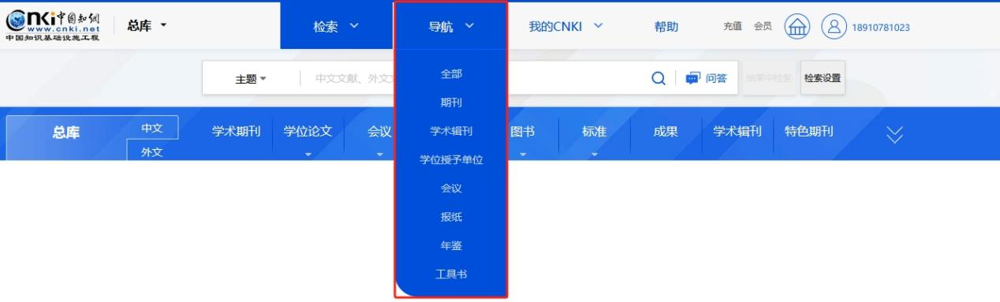 cnki中国知网
www.cnki.net
中国知识基础设施工程
总库
检索
导航
我的CNKI
帮助
充值
会员
18910781023
主题
中文文献、外文文
问答
结果中检索
检索设置
总库
中文
外文
学术期刊
学位论文
会议
图书
标准
成果
学术辑刊
特色期刊
全部
期刊
学术辑刊
学位授予单位
会议
报纸
年鉴
工具书